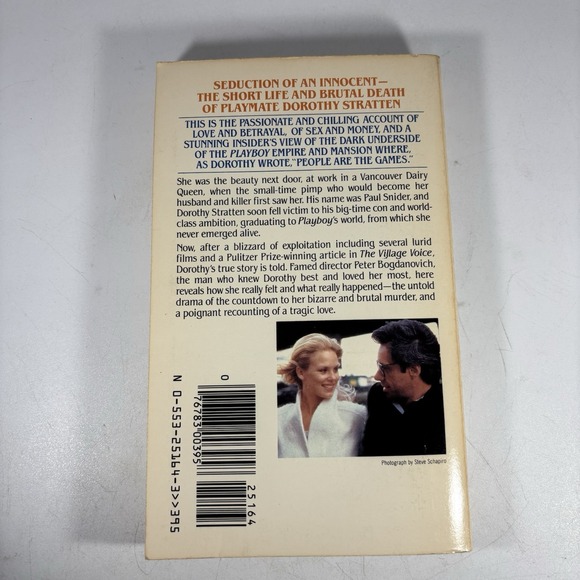 SEDUCTION OF AN INNOCENT—
THE SHORT LIFE AND BRUTAL DEATH
OF PLAYMATE DOROTHY STRATTEN
THIS IS THE PASSIONATE AND CHILLING ACCOUNT OF
LOVE AND BETRAYAL, OF SEX AND MONEY, AND A
STUNNING INSIDER'S VIEW OF THE DARK UNDERSIDE
OF THE PLAYBOY EMPIRE AND MANSION WHERE,
AS DOROTHY WROTE, "PEOPLE ARE THE GAMES."
She was the beauty next door, at work in a Vancouver Dairy
Queen, when the small-time pimp who would become her
husband and killer first saw her. His name was Paul Snider, and
Dorothy Stratten soon fell victim to his big-time con and world-
class ambition, graduating to Playboy's world, from which she
never emerged alive.
Now, after a blizzard of exploitation including several lurid
films and a Pulitzer Prize-winning article in The Village Voice,
Dorothy's true story is told. Famed director Peter Bogdanovich,
the man who knew Dorothy best and loved her most, here
reveals how she really felt and what really happened—the untold
drama of the countdown to her bizarre and brutal murder, and
a poignant recounting of a tragic love.
Photograph by Steve Schapiro
0
76783 00395
25164
N 0-553-25164-3>>395